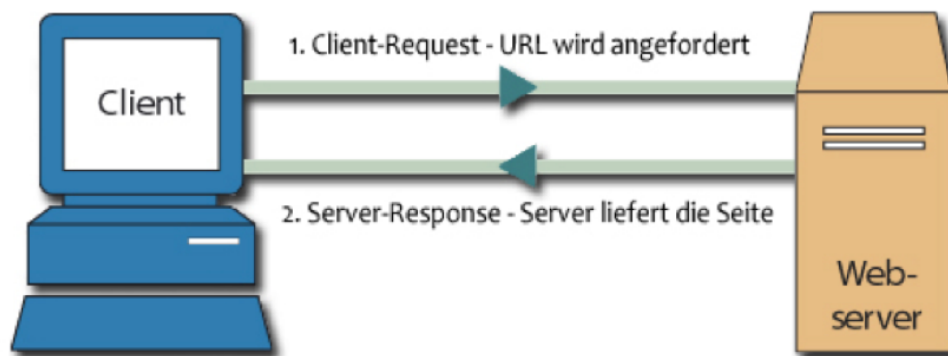 1. Client-Request - URL wird angefordert
Client
2. Server-Response - Server liefert die Seite
Web-
server